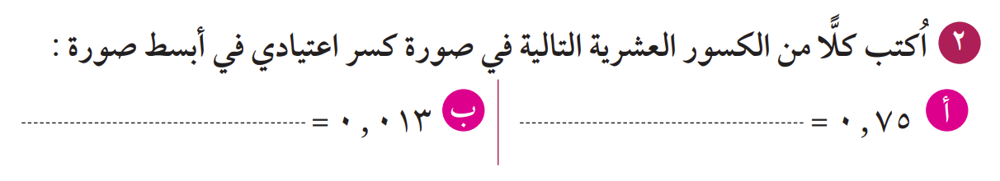 ٢ أُكتب كلًّا من الكسور العشرية التالية في صورة كسر اعتيادي في أبسط صورة :
أ ٠,٧٥ = ---------------------------- ب ٠,٠١٣ = ----------------------------